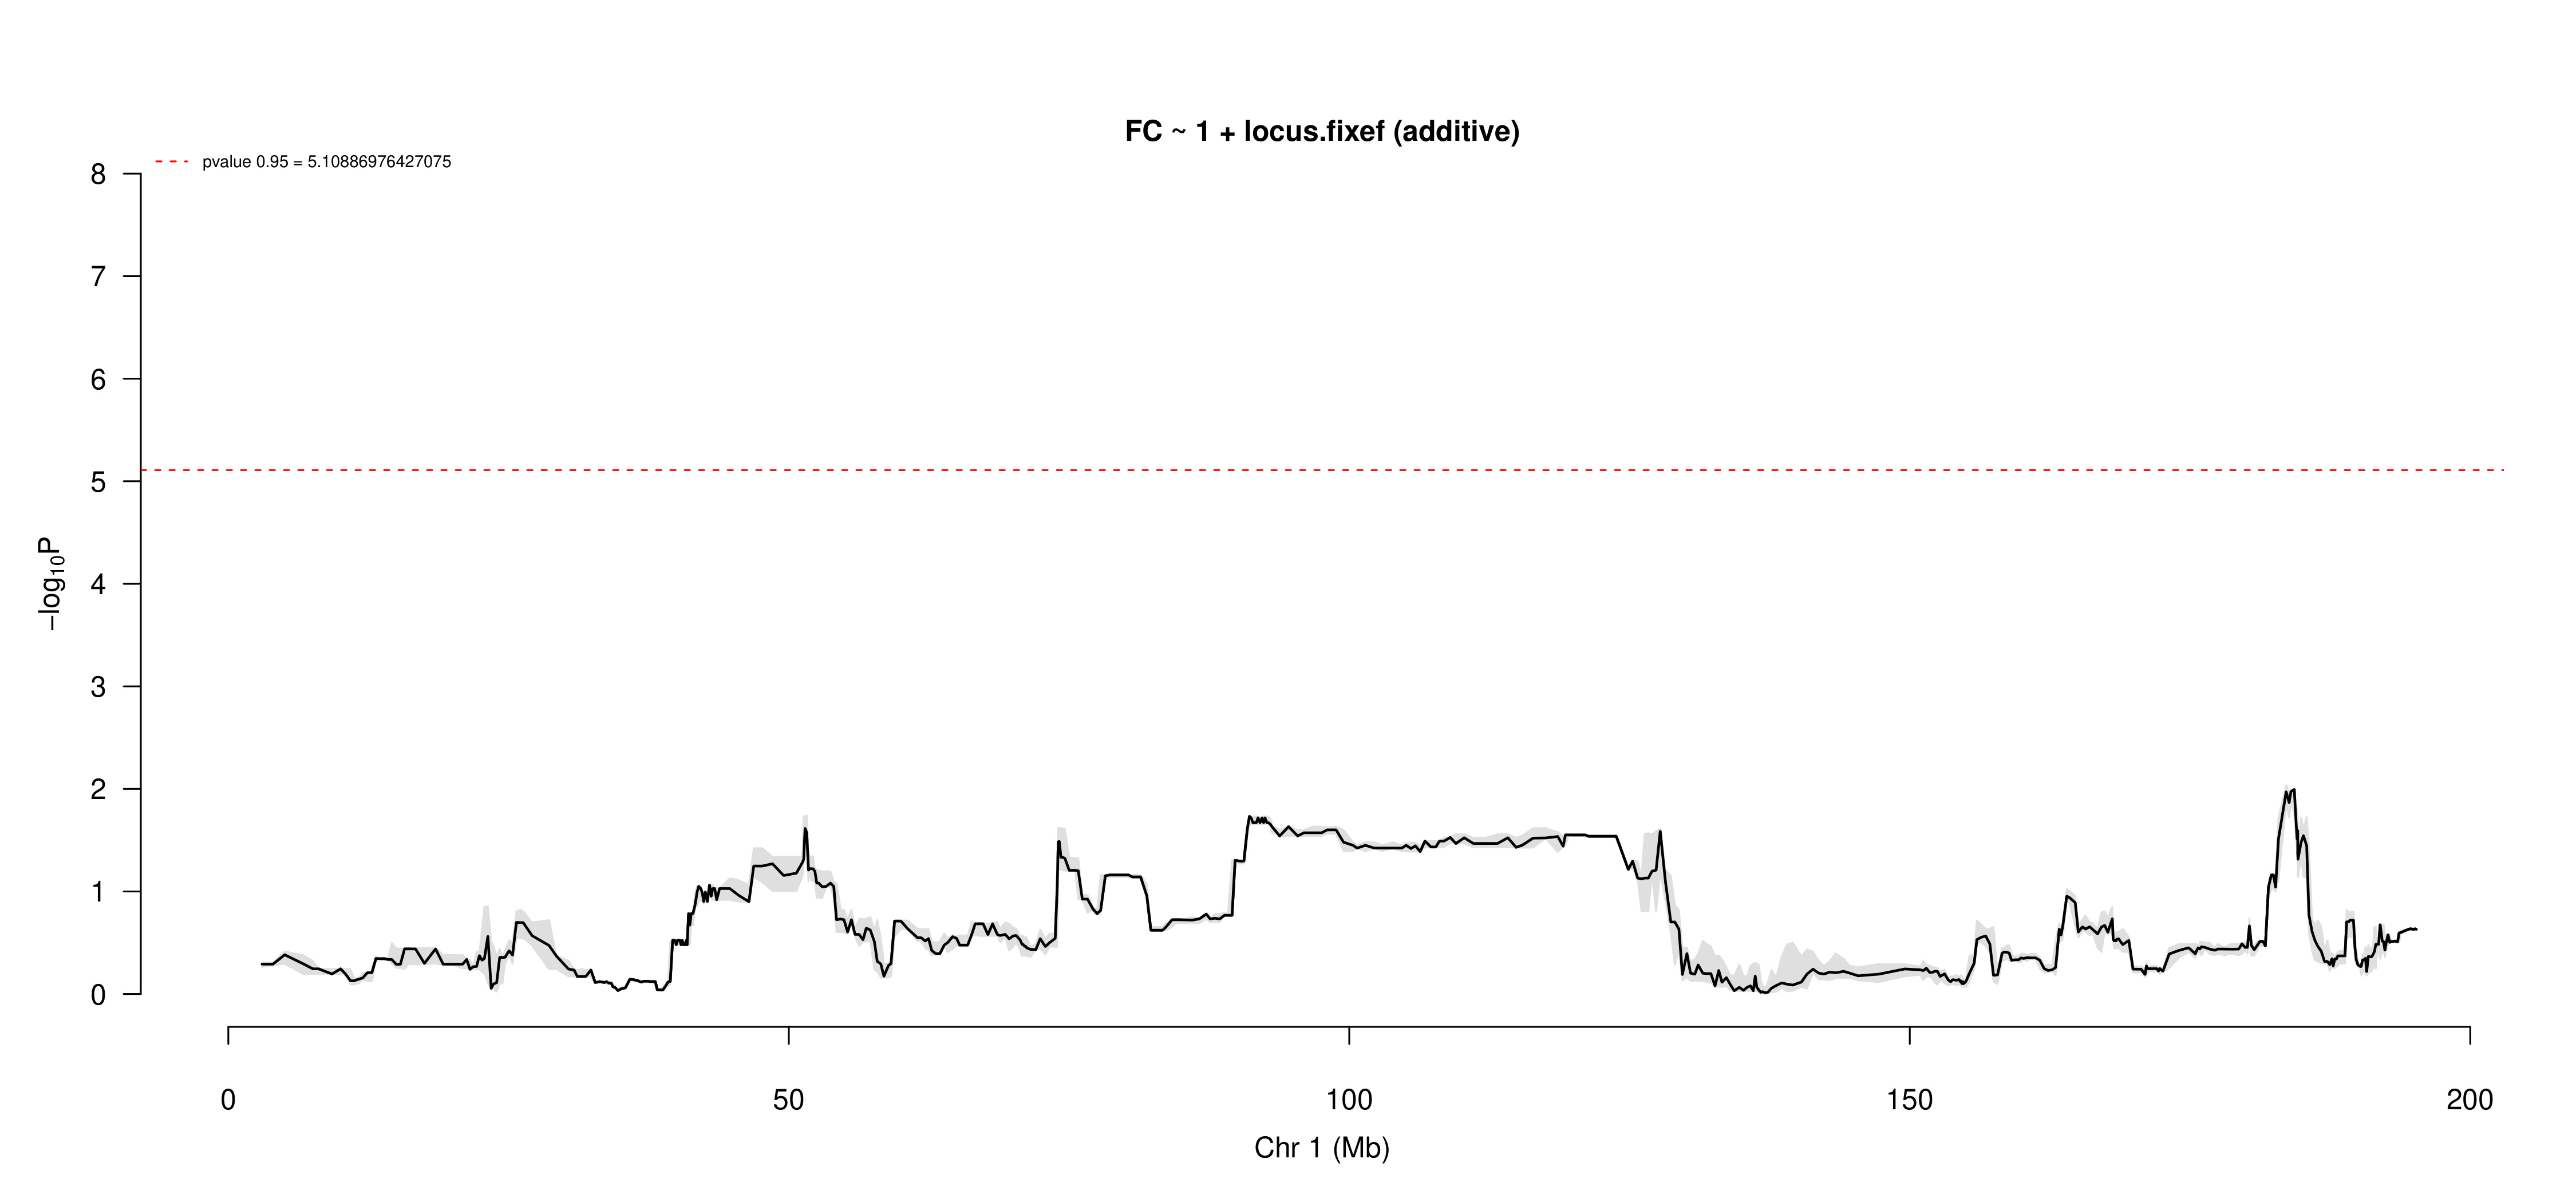 FC ~ 1 + locus.fixef (additive)
pvalue 0.95 = 5.10886976427075
8
7
6
5
4
3
2
1
0
−log10P
0 50 100 150 200
Chr 1 (Mb)